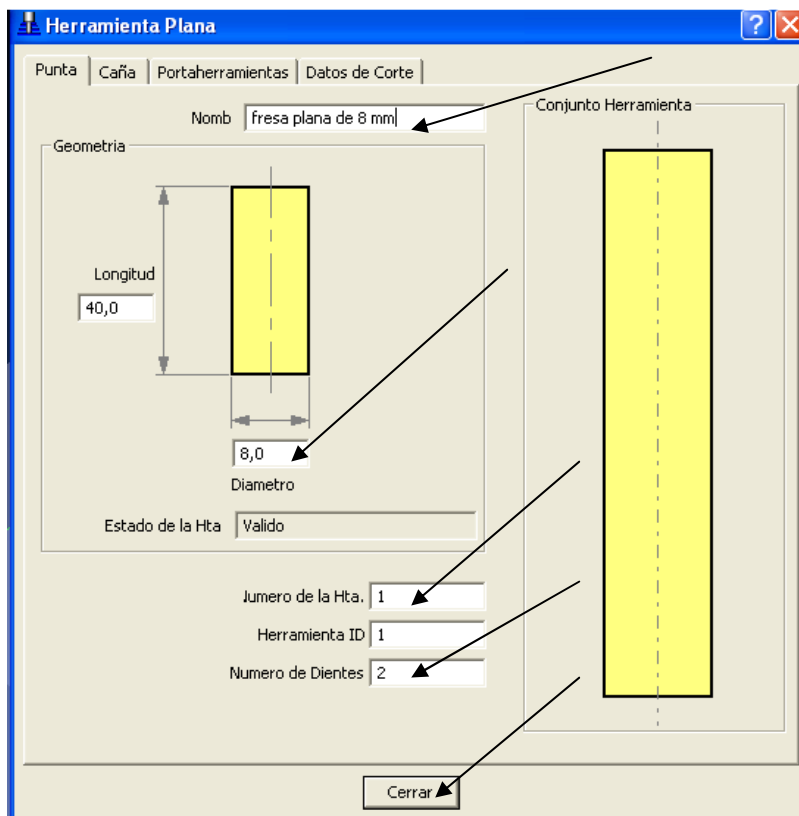 Herramienta Plana
Punta Caña Portaherramientas Datos de Corte
Nomb fresa plana de 8 mm
Conjunto Herramienta
Geometria
Longitud
40,0
8,0
Diametro
Estado de la Hta Valido
Jumero de la Hta. 1
Herramienta ID 1
Numero de Dientes 2
Cerrar